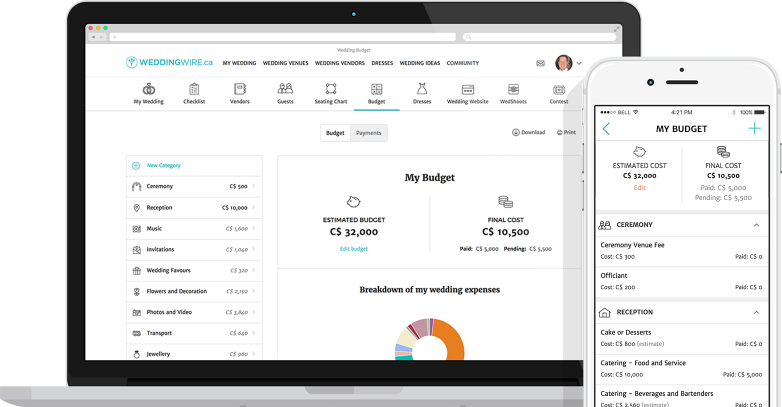 Wedding Budget
WEDDINGWIRE.ca MY WEDDING WEDDING VENUES WEDDING VENDORS DRESSES WEDDING IDEAS COMMUNITY
My Wedding Checklist Vendors Guests Seating Chart Budget Dresses Wedding Website WedShoots Contest
Budget Payments Download Print
New Category
Ceremony C$ 500
Reception C$ 10,000
Music C$ 1,600
Invitations C$ 1,040
Wedding Favours C$ 320
Flowers and Decoration C$ 2,192
Photos and Video C$ 3,840
Transport C$ 640
Jewellery C$ 960
My Budget
ESTIMATED BUDGET
C$ 32,000
Edit budget
FINAL COST
C$ 10,500
Paid: C$ 5,000 Pending: C$ 5,500
Breakdown of my wedding expenses
BELL 4:21 PM 100%
MY BUDGET
ESTIMATED COST
C$ 32,000
Edit
FINAL COST
C$ 10,500
Paid: C$ 5,000
Pending: C$ 5,500
CEREMONY
Ceremony Venue Fee
Cost: C$ 300 Paid: C$ 0
Officiant
Cost: C$ 200 Paid: C$ 0
RECEPTION
Cake or Desserts
Cost: C$ 800 (estimate) Paid: C$ 0
Catering - Food and Service
Cost: C$ 10,000 Paid: C$ 5,000
Catering - Beverages and Bartenders
Cost: C$ 2,560 (estimate) Paid: C$ 0